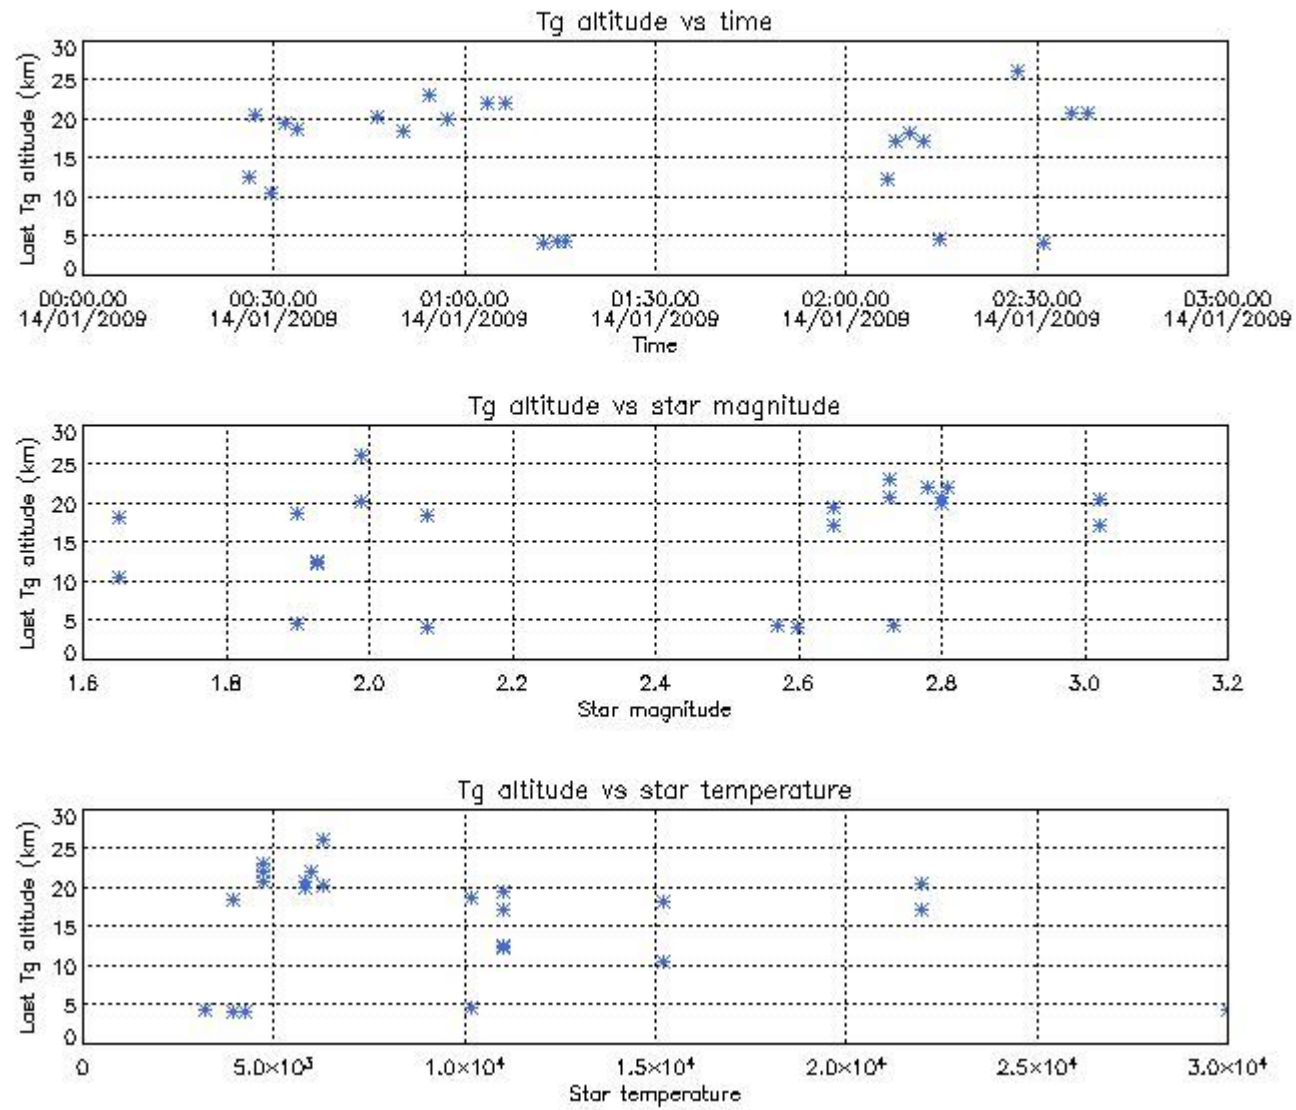 Tg altitude vs time
Last Tg altitude (km)
30
25
20
15
10
5
0
00:00.00 00:30.00 01:00.00 01:30.00 02:00.00 02:30.00 03:00.00
14/01/2009 14/01/2009 14/01/2009 14/01/2009 14/01/2009 14/01/2009 14/01/2009
Time
Tg altitude vs star magnitude
Last Tg altitude (km)
30
25
20
15
10
5
0
1.6 1.8 2.0 2.2 2.4 2.6 2.8 3.0 3.2
Star magnitude
Tg altitude vs star temperature
Last Tg altitude (km)
30
25
20
15
10
5
0
0 5.0×10³ 1.0×10⁴ 1.5×10⁴ 2.0×10⁴ 2.5×10⁴ 3.0×10⁴
Star temperature